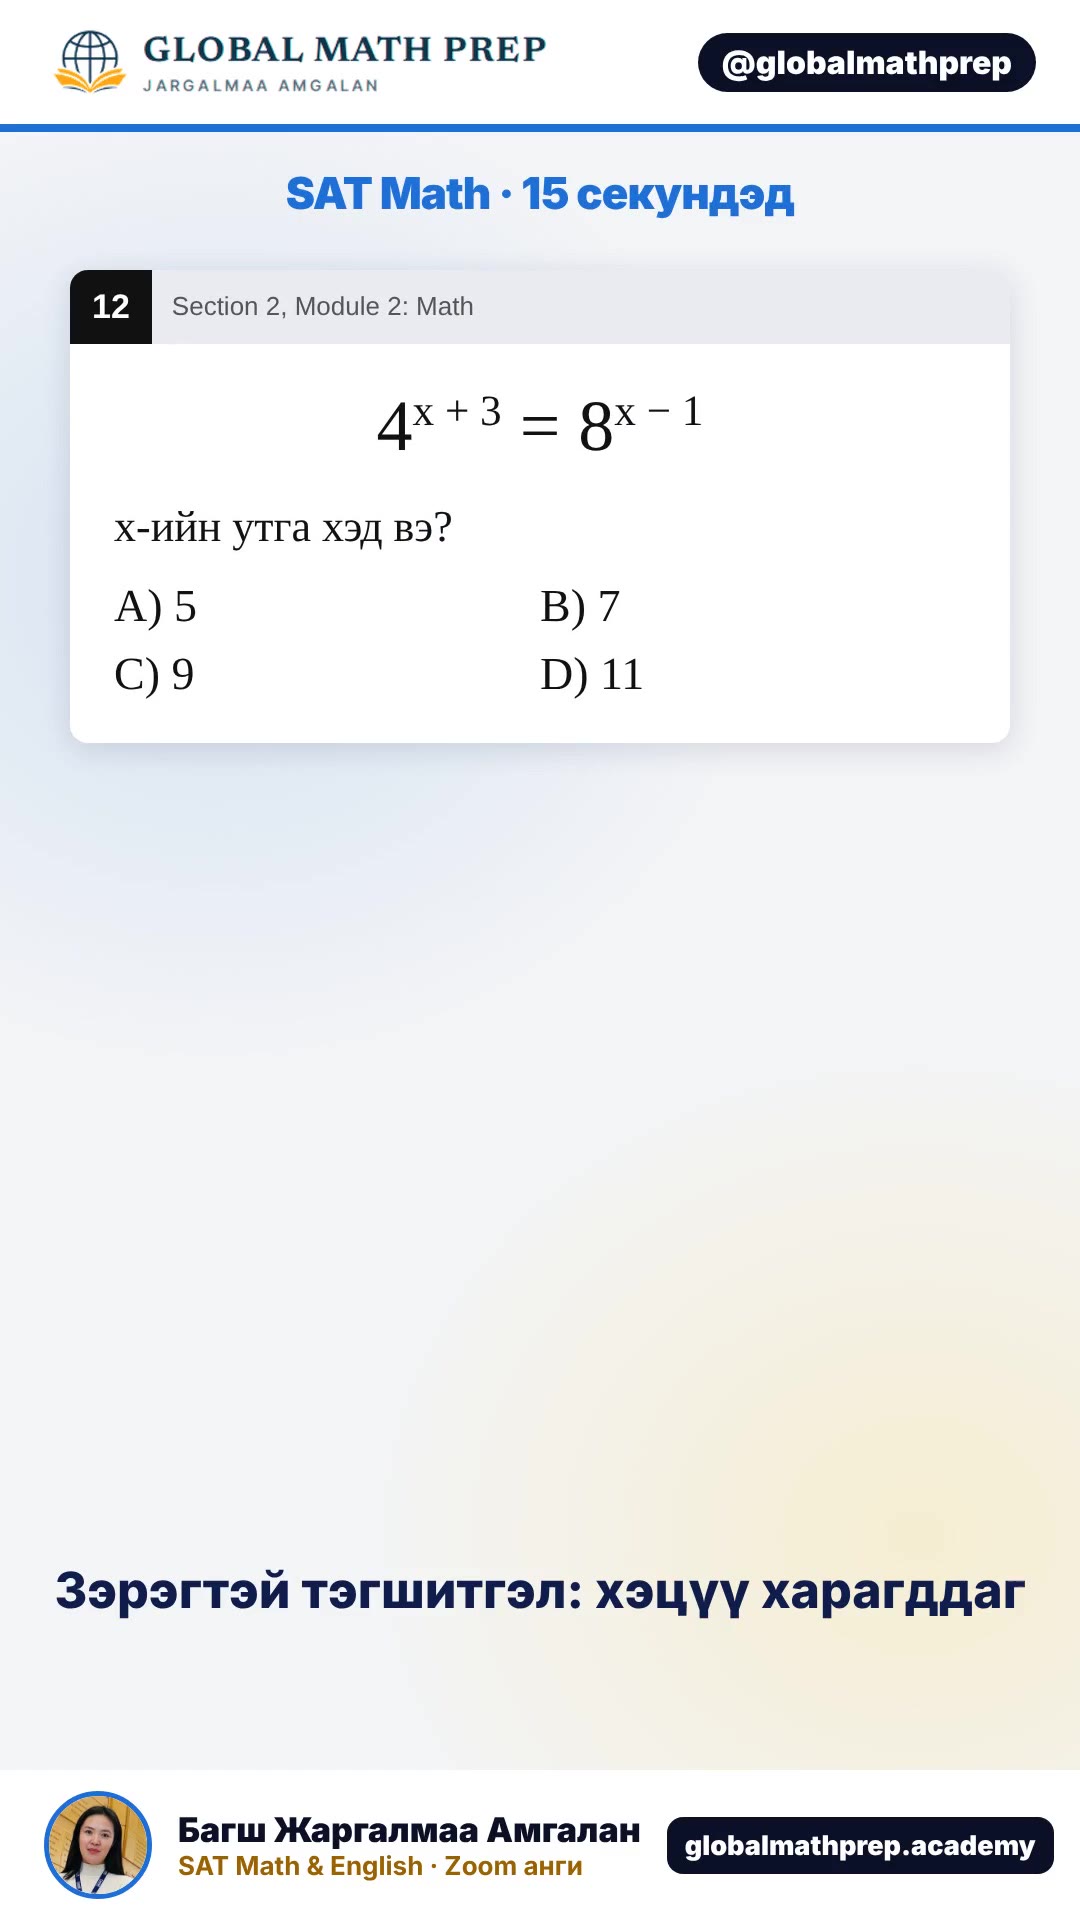 GLOBAL MATH PREP
JARGALMAA AMGALAN
@globalmathprep
SAT Math · 15 секундэд
12
Section 2, Module 2: Math
4^(x + 3) = 8^(x − 1)
x-ийн утга хэд вэ?
A) 5
B) 7
C) 9
D) 11
Зэрэгтэй тэгшитгэл: хэцүү харагддаг
Багш Жаргалмаа Амгалан
SAT Math & English · Zoom анги
globalmathprep.academy